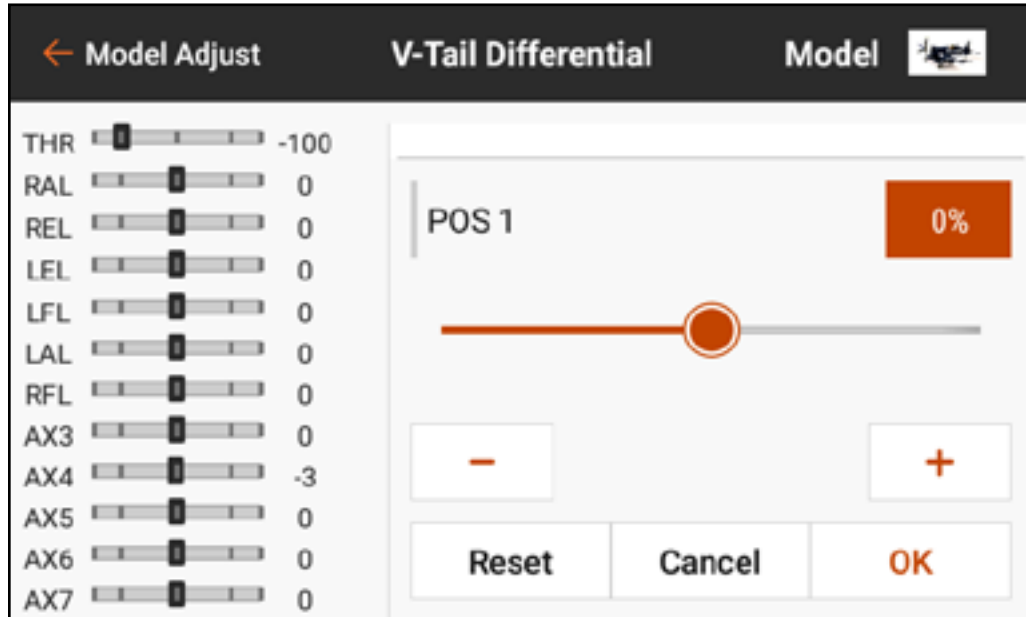 ← Model Adjust V-Tail Differential Model
THR -100
RAL 0
REL 0
LEL 0
LFL 0
LAL 0
RFL 0
AX3 0
AX4 -3
AX5 0
AX6 0
AX7 0
POS 1 0%
− +
Reset Cancel OK